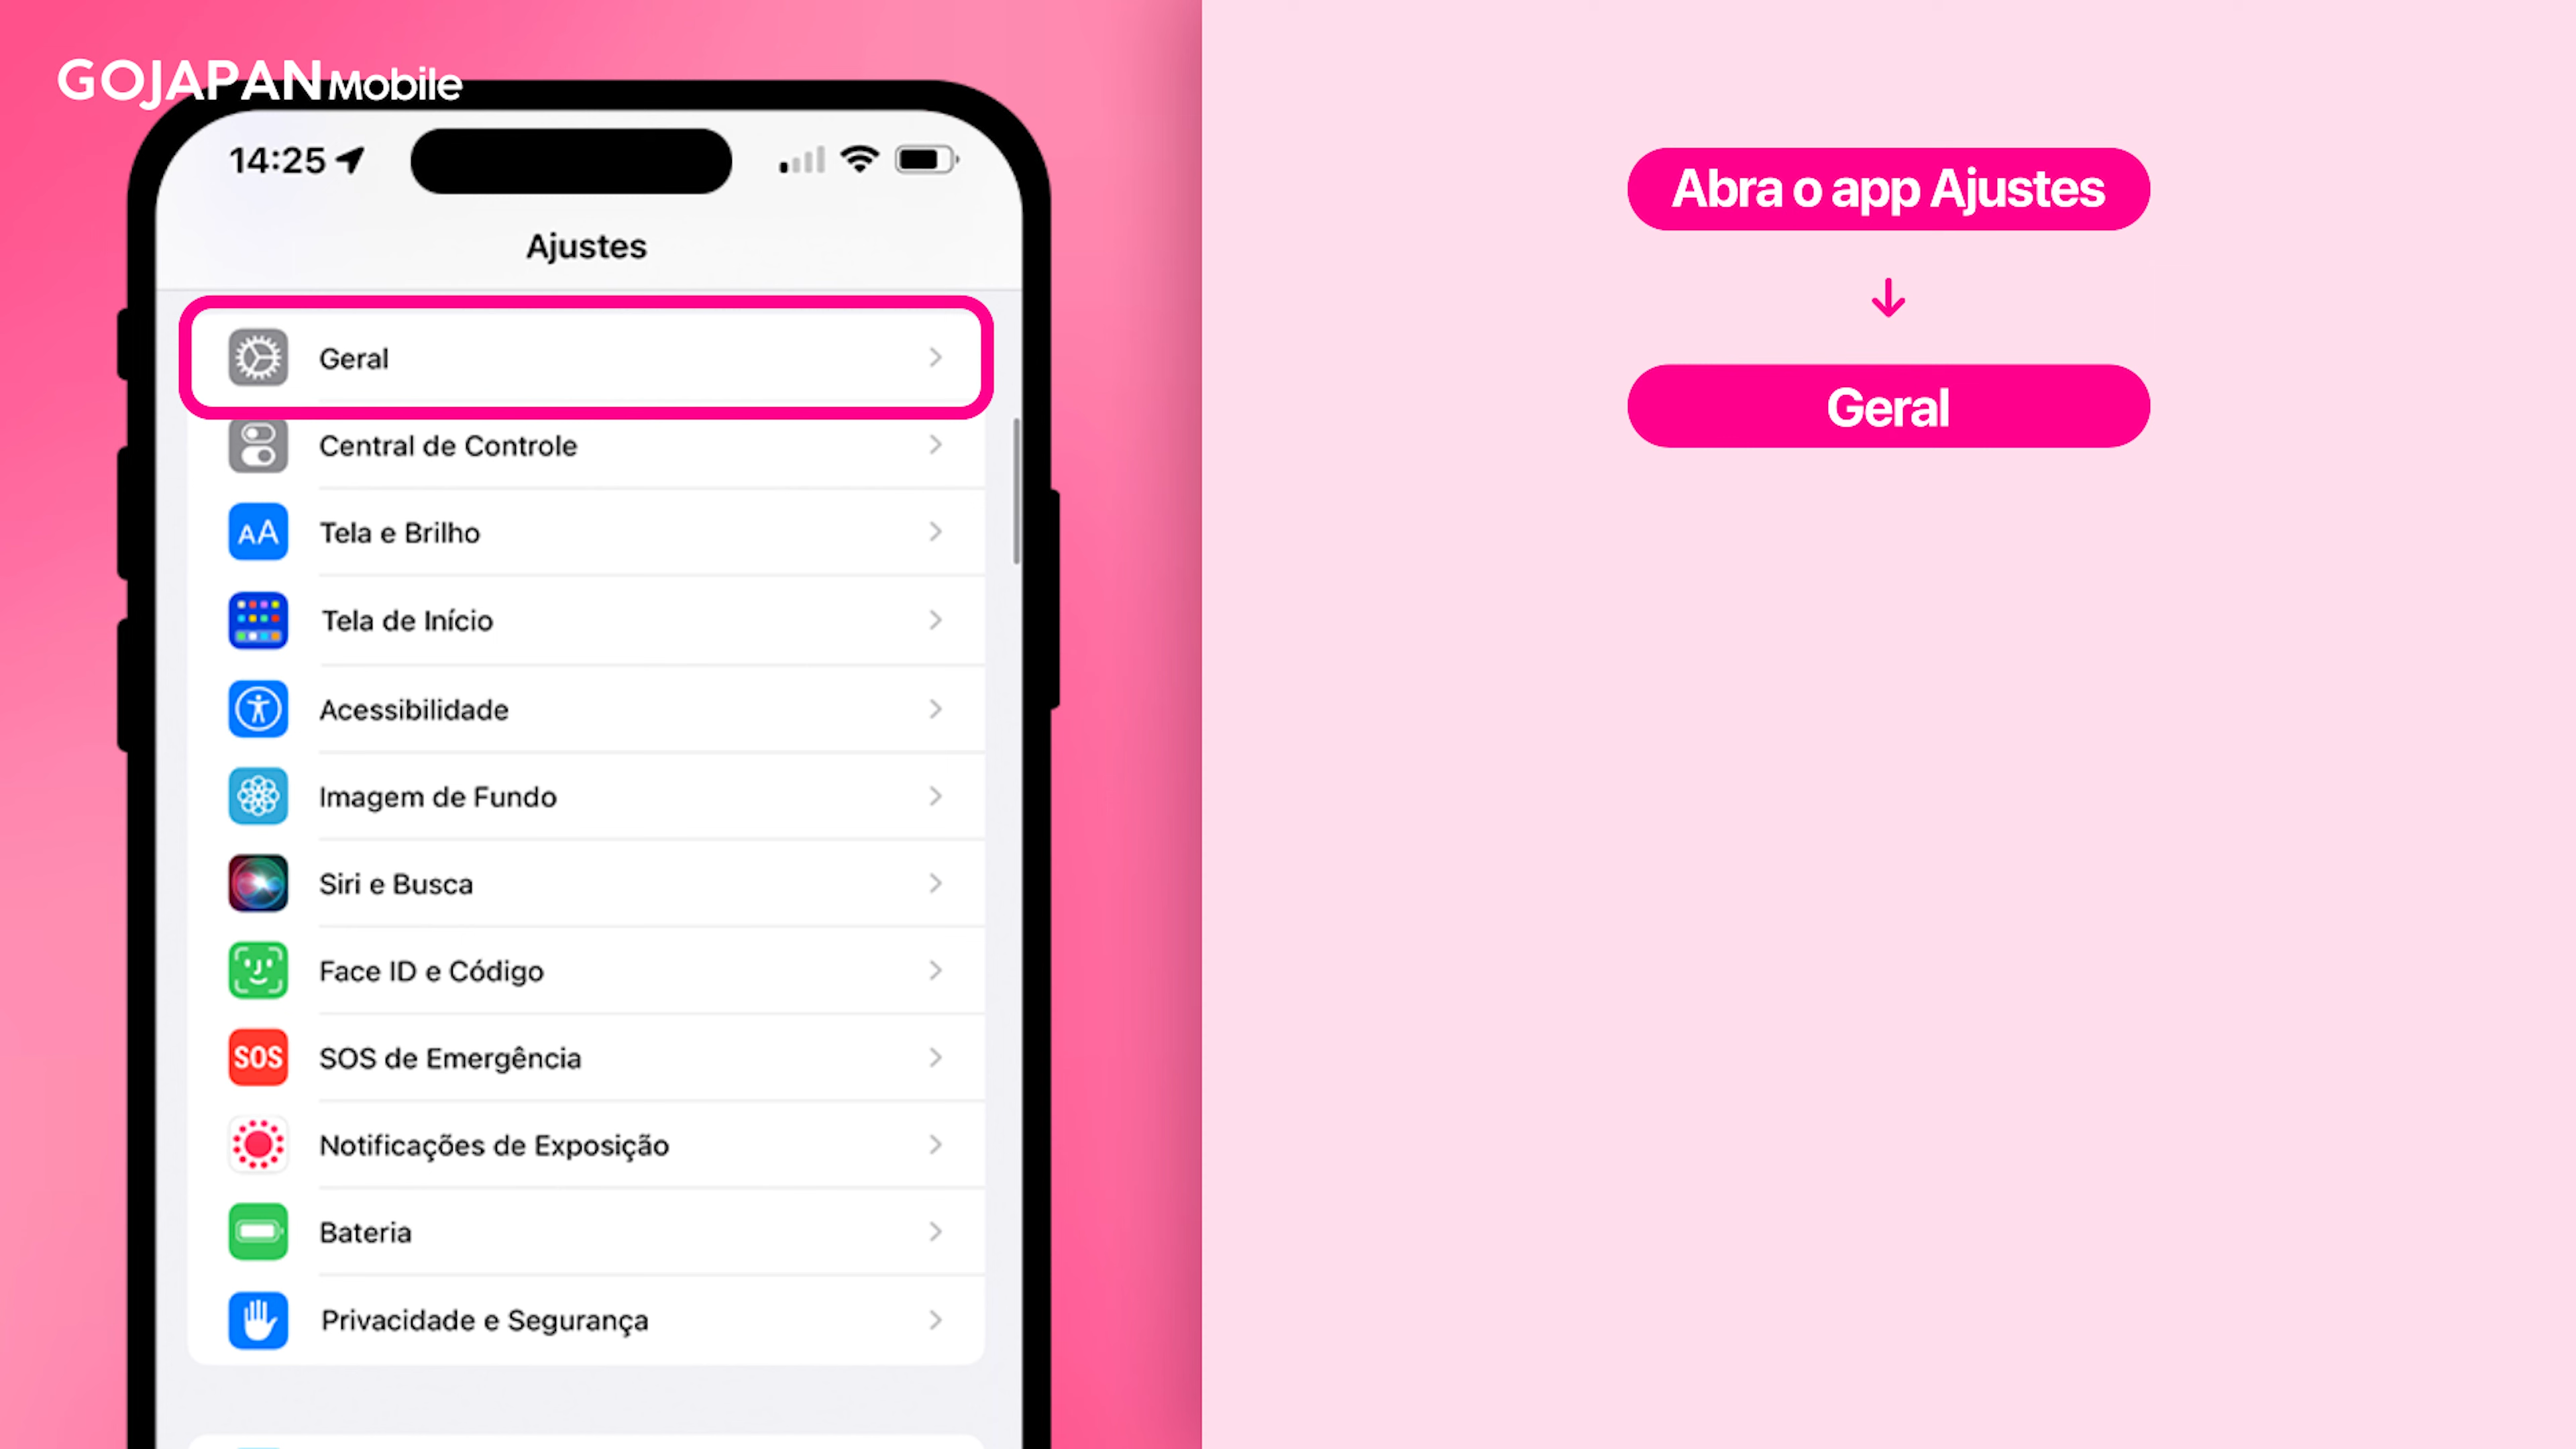 GOJAPAN Mobile
14:25
Ajustes
Geral
Central de Controle
AA Tela e Brilho
Tela de Início
Acessibilidade
Imagem de Fundo
Siri e Busca
Face ID e Código
SOS SOS de Emergência
Notificações de Exposição
Bateria
Privacidade e Segurança
Abra o app Ajustes
Geral